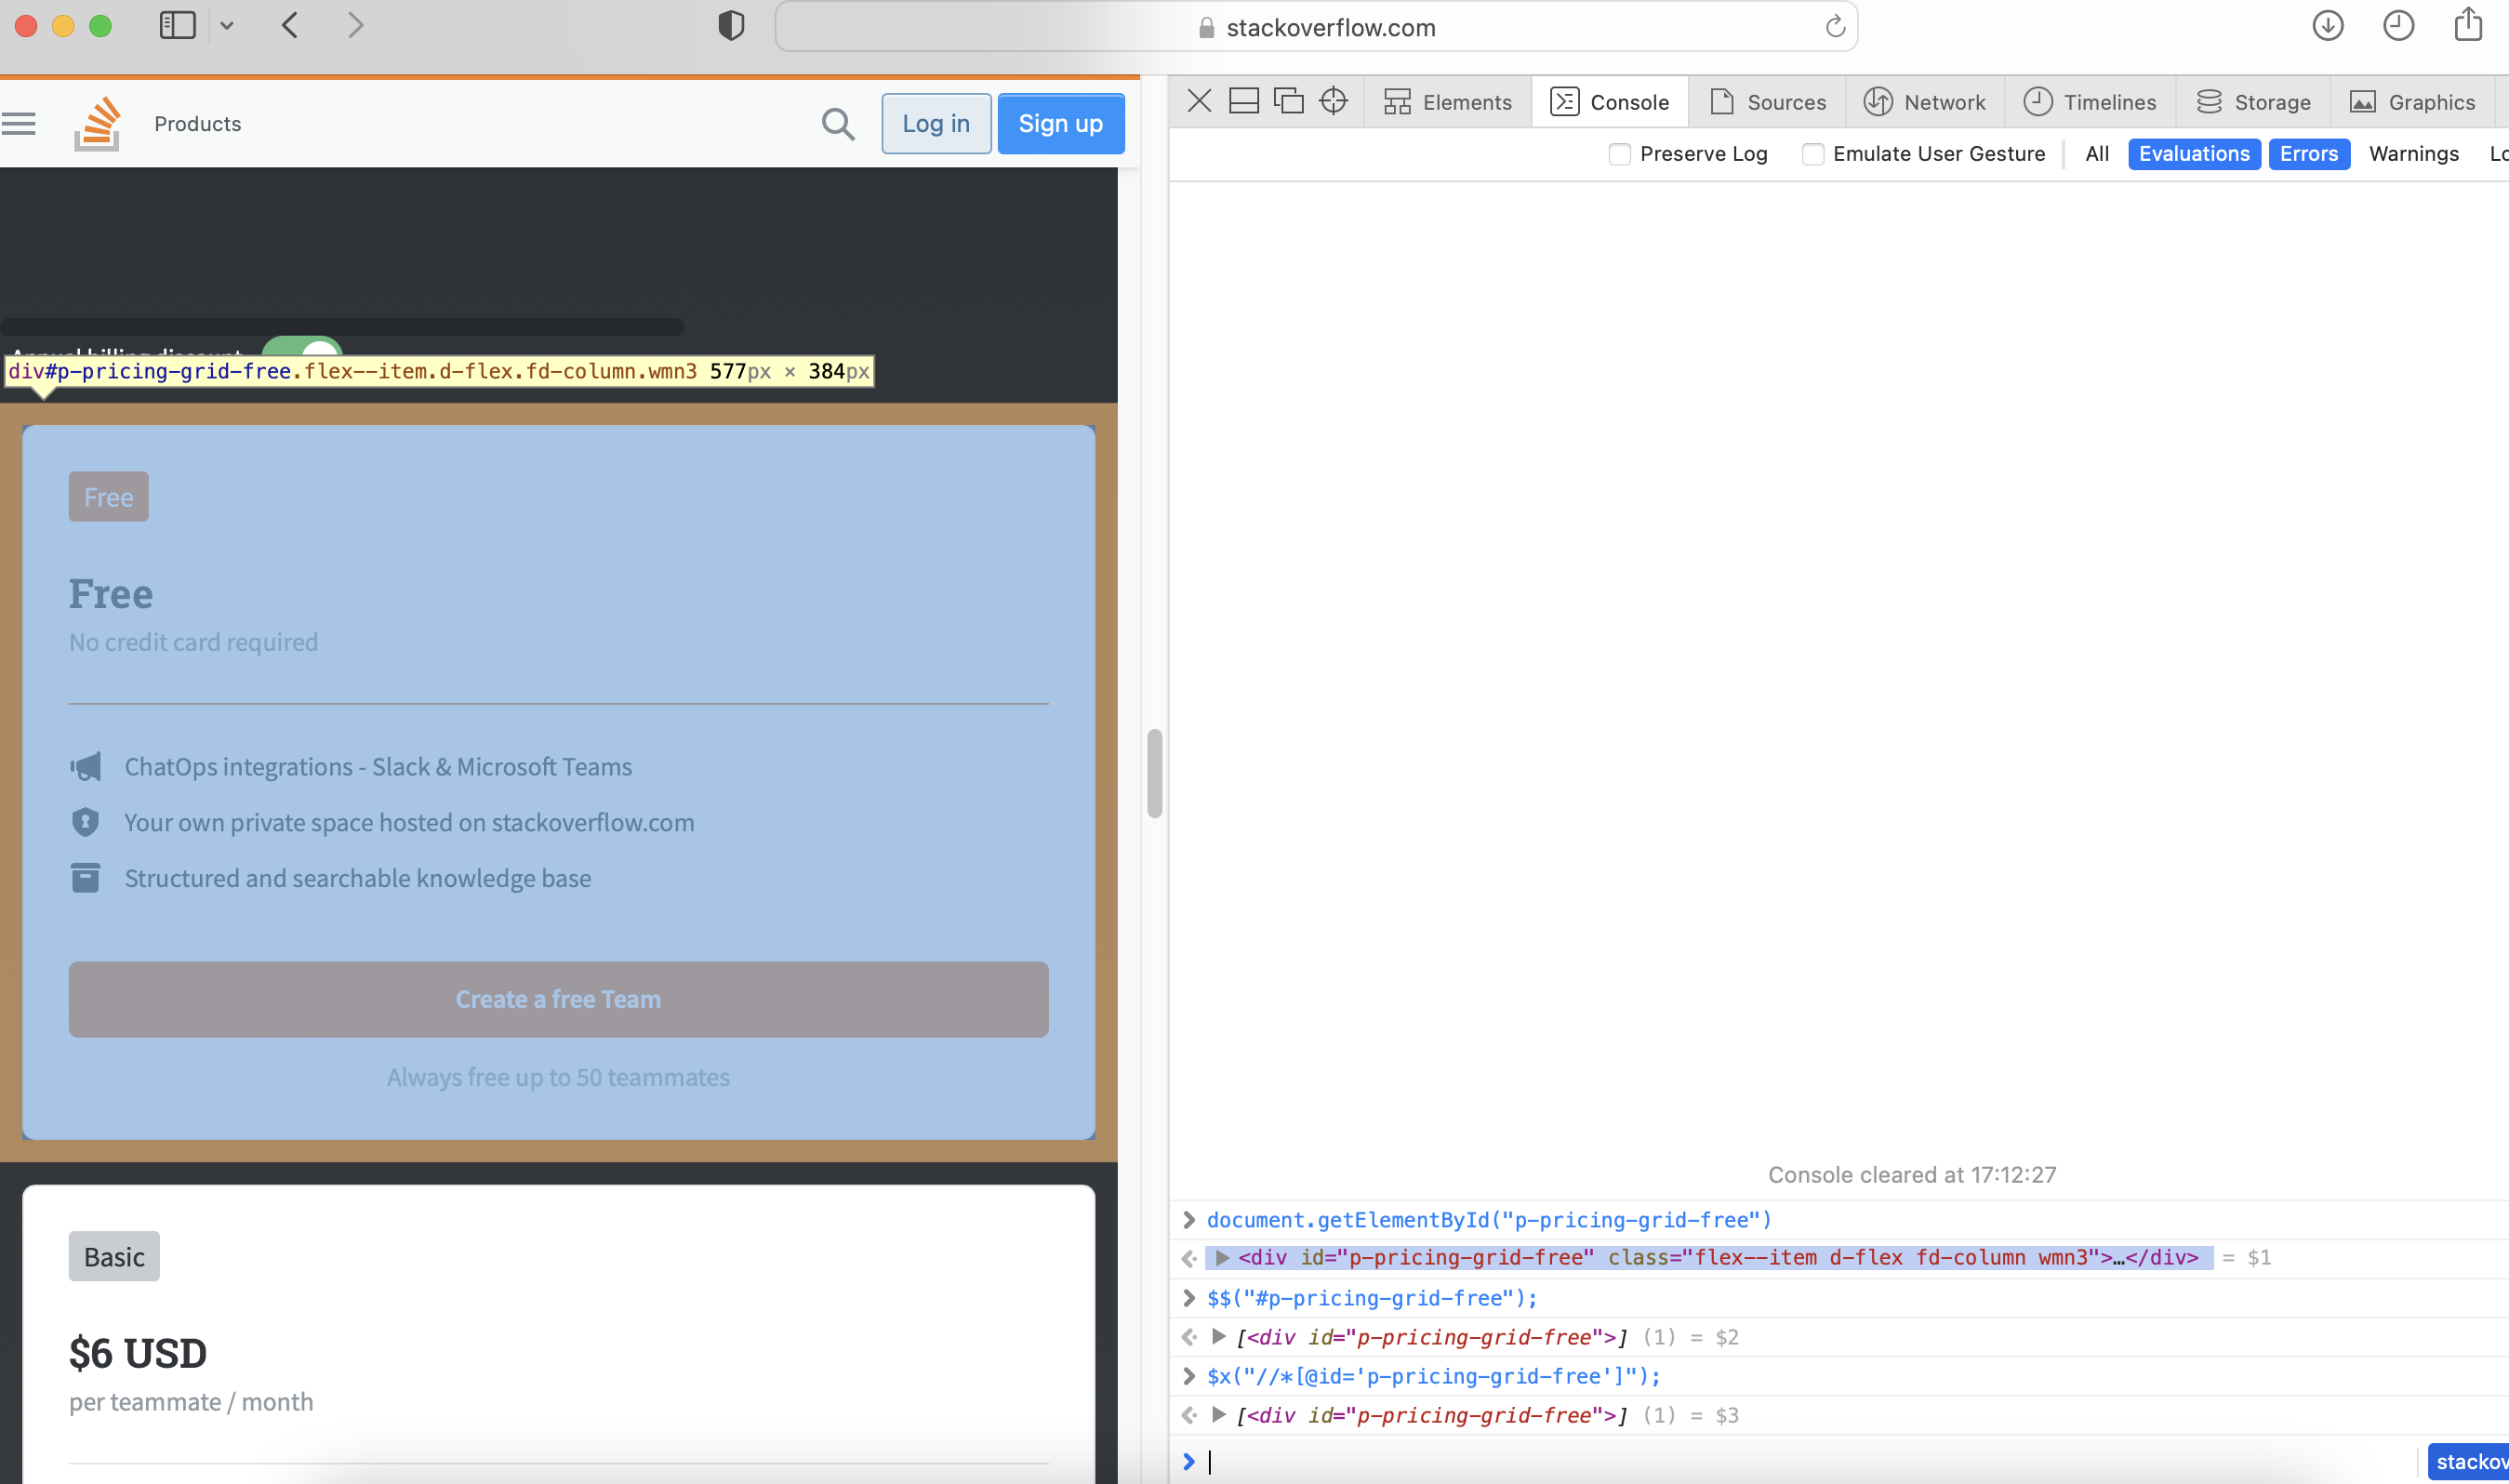 stackoverflow.com
Products
Log in
Sign up
Annual billing discount
div#p-pricing-grid-free.flex--item.d-flex.fd-column.wmn3 577px × 384px
Free
Free
No credit card required
ChatOps integrations - Slack & Microsoft Teams
Your own private space hosted on stackoverflow.com
Structured and searchable knowledge base
Create a free Team
Always free up to 50 teammates
Basic
$6 USD
per teammate / month
Elements
Console
Sources
Network
Timelines
Storage
Graphics
Preserve Log
Emulate User Gesture
All
Evaluations
Errors
Warnings
Console cleared at 17:12:27
document.getElementById("p-pricing-grid-free")
<div id="p-pricing-grid-free" class="flex--item d-flex fd-column wmn3">…</div> = $1
$$("#p-pricing-grid-free");
[<div id="p-pricing-grid-free">] (1) = $2
$x("//*[@id='p-pricing-grid-free']");
[<div id="p-pricing-grid-free">] (1) = $3